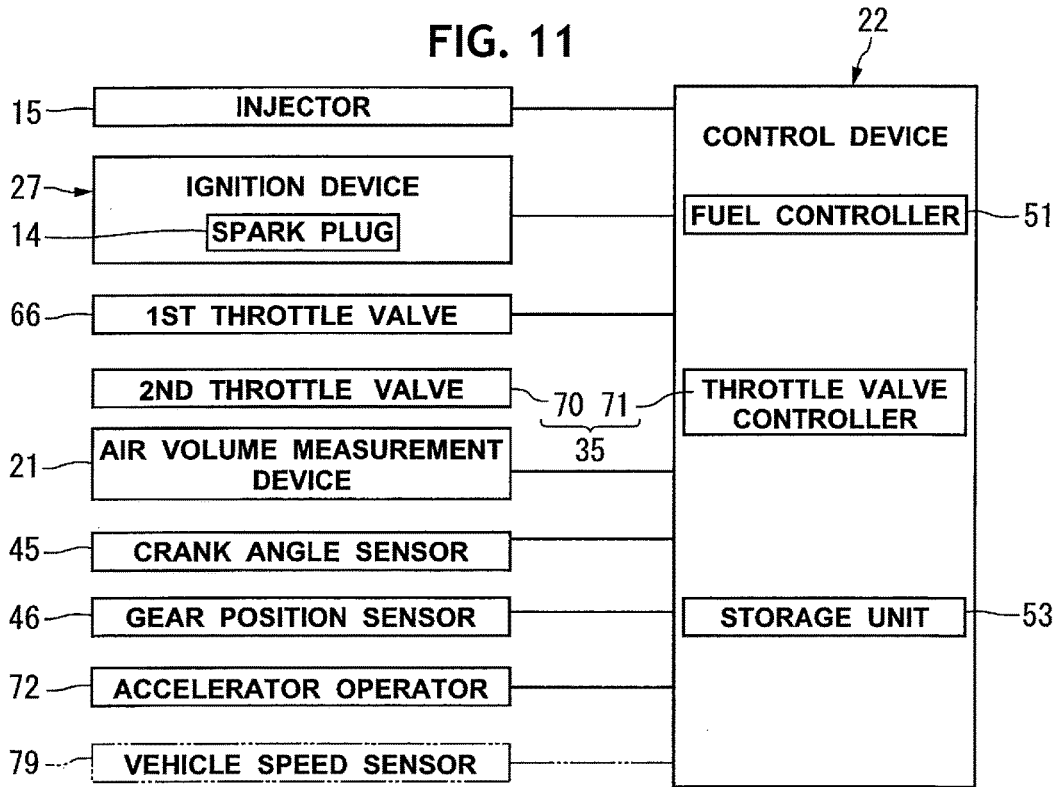 FIG. 11
22
15 INJECTOR
CONTROL DEVICE
27 IGNITION DEVICE
14 SPARK PLUG
FUEL CONTROLLER 51
66 1ST THROTTLE VALVE
2ND THROTTLE VALVE
70 71
35
THROTTLE VALVE
CONTROLLER
21 AIR VOLUME MEASUREMENT
DEVICE
45 CRANK ANGLE SENSOR
46 GEAR POSITION SENSOR
STORAGE UNIT 53
72 ACCELERATOR OPERATOR
79 VEHICLE SPEED SENSOR